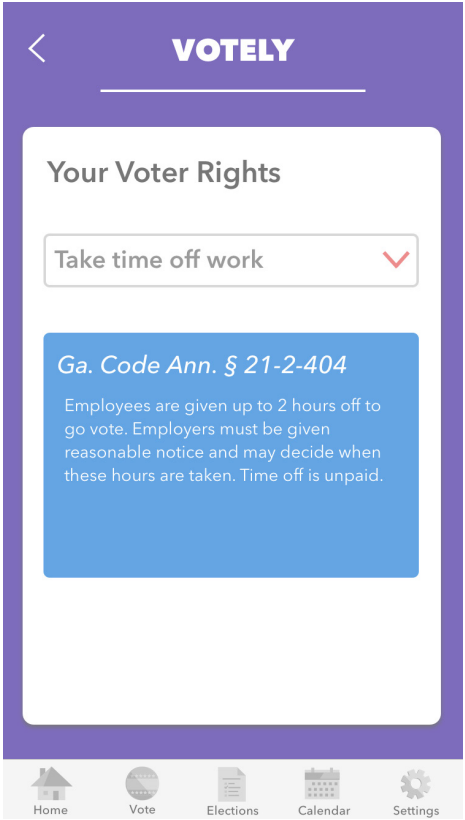 VOTELY
Your Voter Rights
Take time off work
Ga. Code Ann. § 21-2-404
Employees are given up to 2 hours off to
go vote. Employers must be given
reasonable notice and may decide when
these hours are taken. Time off is unpaid.
Home Vote Elections Calendar Settings